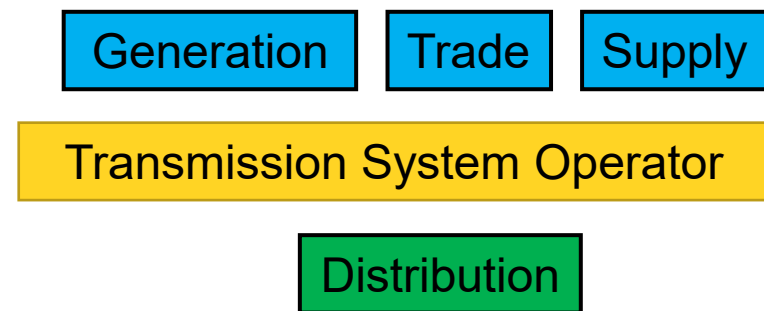 Generation Trade Supply
Transmission System Operator
Distribution